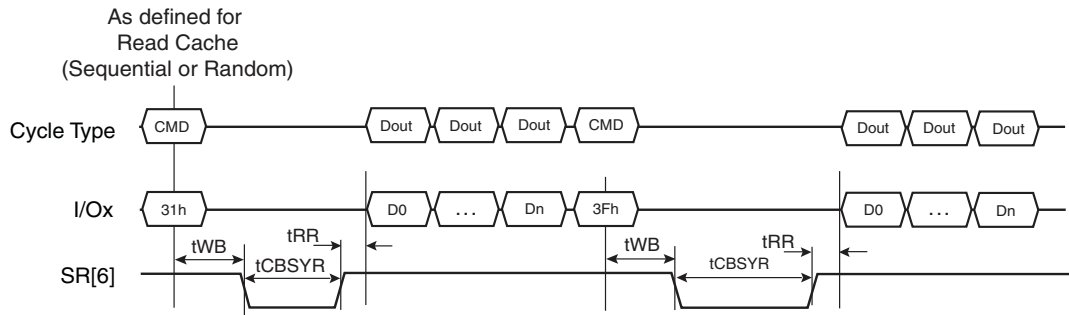 As defined for
Read Cache
(Sequential or Random)
Cycle Type CMD Dout Dout Dout CMD Dout Dout Dout
I/Ox 31h D0 ... Dn 3Fh D0 ... Dn
tWB tRR tWB tRR
tCBSYR tCBSYR
SR[6]